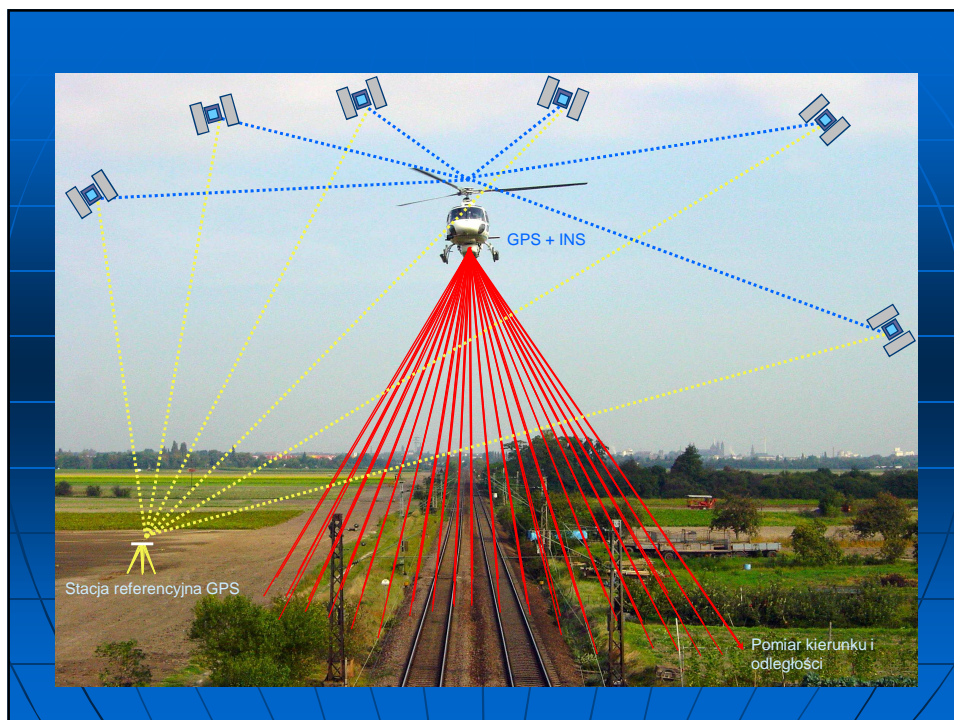 GPS + INS
Stacja referencyjna GPS
Pomiar kierunku i
odległości